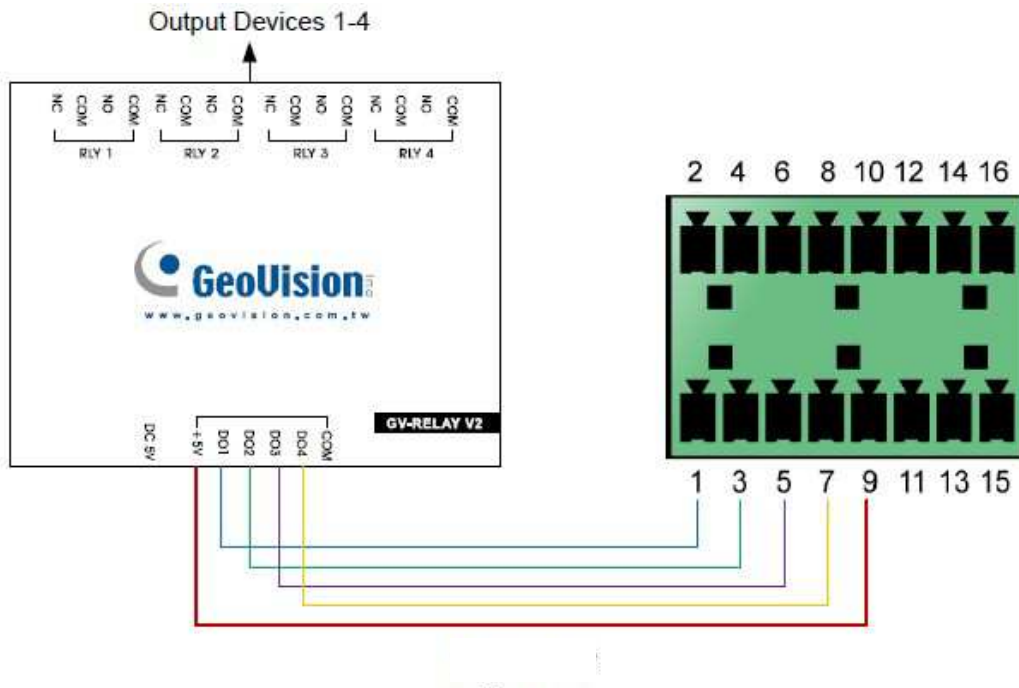 Output Devices 1-4
NC COM NO COM NC COM NO COM NC COM NO COM NC COM NO COM
RLY 1 RLY 2 RLY 3 RLY 4
GeoVision Inc
www.geovision.com.tw
GV-RELAY V2
DC 5V +5V DO1 DO2 DO3 DO4 COM
2 4 6 8 10 12 14 16
1 3 5 7 9 11 13 15